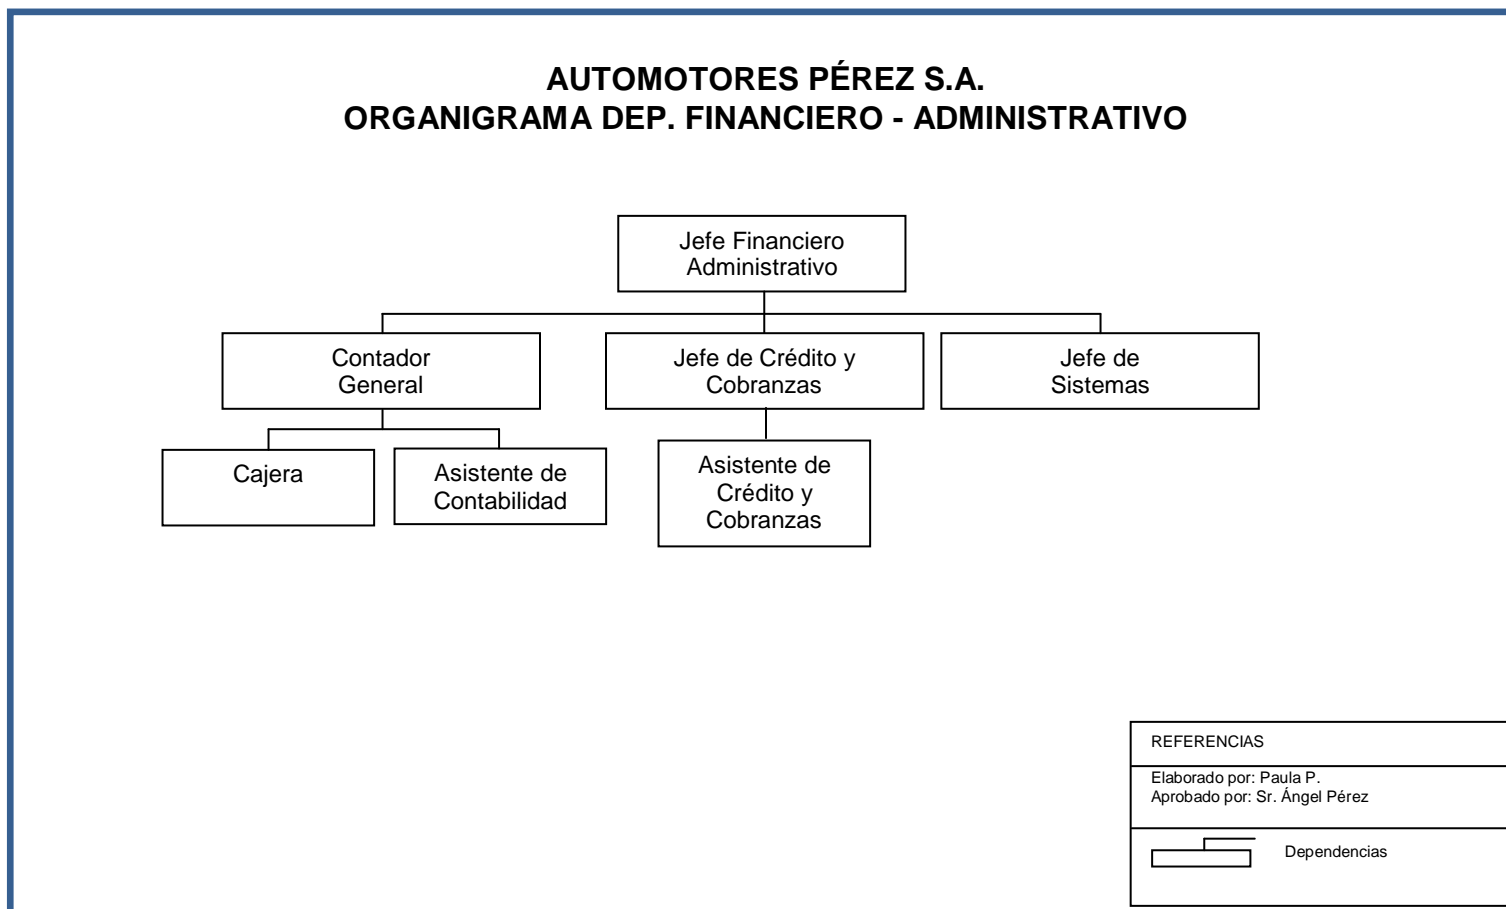 AUTOMOTORES PÉREZ S.A.
ORGANIGRAMA DEP. FINANCIERO - ADMINISTRATIVO
Jefe Financiero
Administrativo
Contador
General
Jefe de Crédito y
Cobranzas
Jefe de
Sistemas
Cajera
Asistente de
Contabilidad
Asistente de
Crédito y
Cobranzas
REFERENCIAS
Elaborado por: Paula P.
Aprobado por: Sr. Ángel Pérez
Dependencias